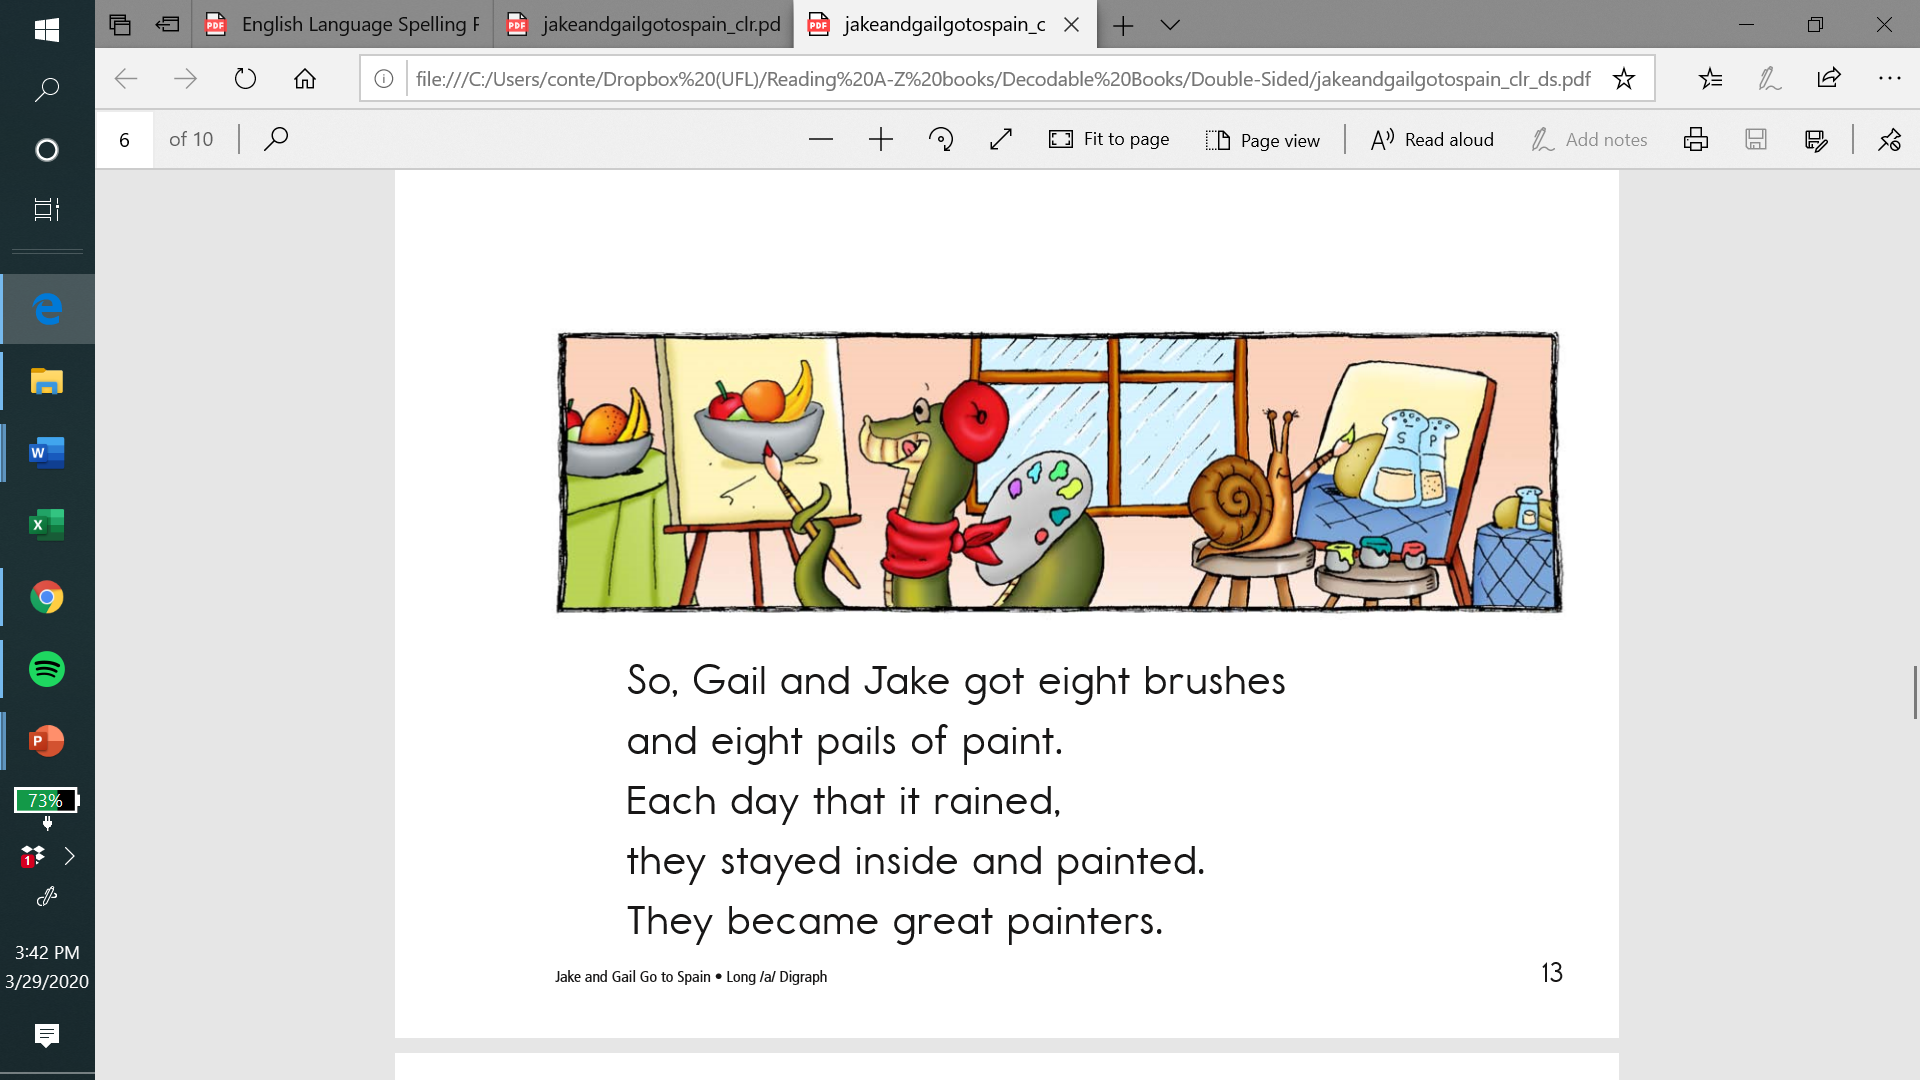 English Language Spelling F
jakeandgailgotospain_clr.pd
jakeandgailgotospain_c
file:///C:/Users/conte/Dropbox%20(UFL)/Reading%20A-Z%20books/Decodable%20Books/Double-Sided/jakeandgailgotospain_clr_ds.pdf
6 of 10
Fit to page
Page view
Read aloud
Add notes
S P
So, Gail and Jake got eight brushes
and eight pails of paint.
Each day that it rained,
they stayed inside and painted.
They became great painters.
Jake and Gail Go to Spain • Long /a/ Digraph
13
73%
1
3:42 PM
3/29/2020